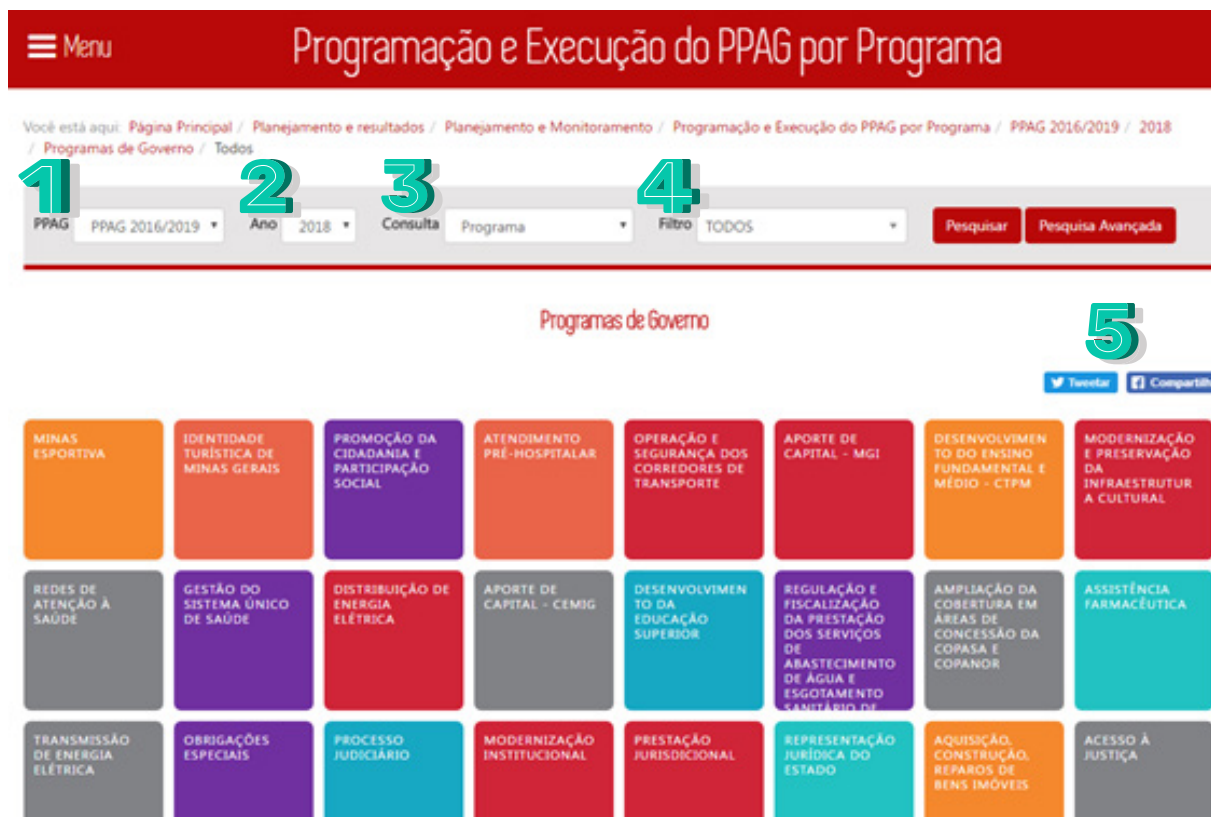 Menu
Programação e Execução do PPAG por Programa
Você está aqui: Página Principal / Planejamento e resultados / Planejamento e Monitoramento / Programação e Execução do PPAG por Programa / PPAG 2016/2019 / 2018
/ Programas de Governo / Todos
1 2 3 4
PPAG PPAG 2016/2019 Ano 2018 Consulta Programa Filtro TODOS Pesquisar Pesquisa Avançada
Programas de Governo
5
Tweetar Compartilh
MINAS
ESPORTIVA
IDENTIDADE
TURÍSTICA DE
MINAS GERAIS
PROMOÇÃO DA
CIDADANIA E
PARTICIPAÇÃO
SOCIAL
ATENDIMENTO
PRÉ-HOSPITALAR
OPERAÇÃO E
SEGURANÇA DOS
CORREDORES DE
TRANSPORTE
APORTE DE
CAPITAL - MGI
DESENVOLVIMEN
TO DO ENSINO
FUNDAMENTAL E
MÉDIO - CTPM
MODERNIZAÇÃO
E PRESERVAÇÃO
DA
INFRAESTRUTUR
A CULTURAL
REDES DE
ATENÇÃO À
SAÚDE
GESTÃO DO
SISTEMA ÚNICO
DE SAÚDE
DISTRIBUIÇÃO DE
ENERGIA
ELÉTRICA
APORTE DE
CAPITAL - CEMIG
DESENVOLVIMEN
TO DA
EDUCAÇÃO
SUPERIOR
REGULAÇÃO E
FISCALIZAÇÃO
DA PRESTAÇÃO
DOS SERVIÇOS
DE
ABASTECIMENTO
DE ÁGUA E
ESGOTAMENTO
SANITÁRIO DE
AMPLIAÇÃO DA
COBERTURA EM
ÁREAS DE
CONCESSÃO DA
COPASA E
COPANOR
ASSISTÊNCIA
FARMACÊUTICA
TRANSMISSÃO
DE ENERGIA
ELÉTRICA
OBRIGAÇÕES
ESPECIAIS
PROCESSO
JUDICIÁRIO
MODERNIZAÇÃO
INSTITUCIONAL
PRESTAÇÃO
JURISDICIONAL
REPRESENTAÇÃO
JURÍDICA DO
ESTADO
AQUISIÇÃO,
CONSTRUÇÃO,
REPAROS DE
BENS IMÓVEIS
ACESSO À
JUSTIÇA